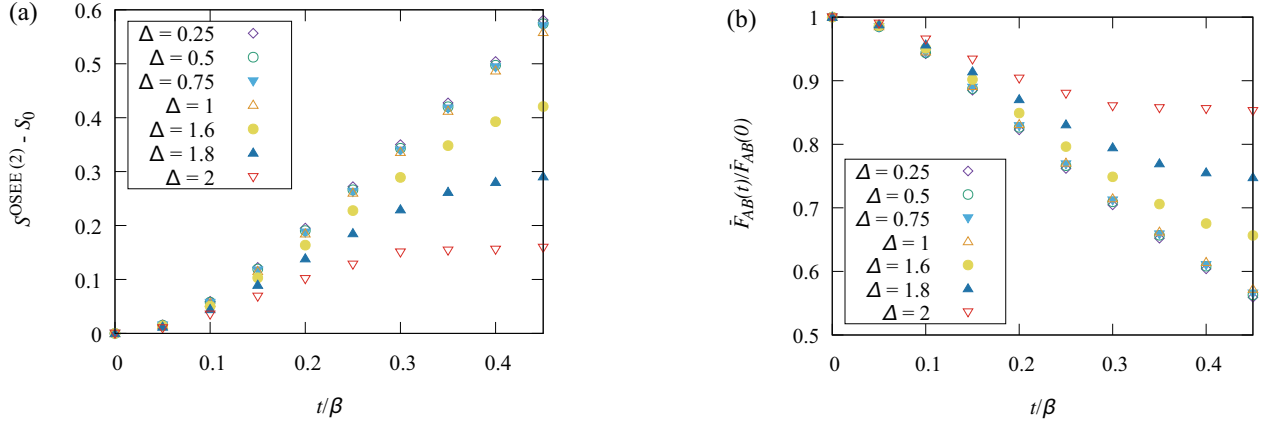 (a)
0.6
0.5
0.4
0.3
0.2
0.1
0
S^OSEE (2) - S_0
Δ = 0.25
Δ = 0.5
Δ = 0.75
Δ = 1
Δ = 1.6
Δ = 1.8
Δ = 2
0 0.1 0.2 0.3 0.4
t/β
(b)
1
0.9
0.8
0.7
0.6
0.5
F̄_AB(t)/F̄_AB(0)
Δ = 0.25
Δ = 0.5
Δ = 0.75
Δ = 1
Δ = 1.6
Δ = 1.8
Δ = 2
0 0.1 0.2 0.3 0.4
t/β